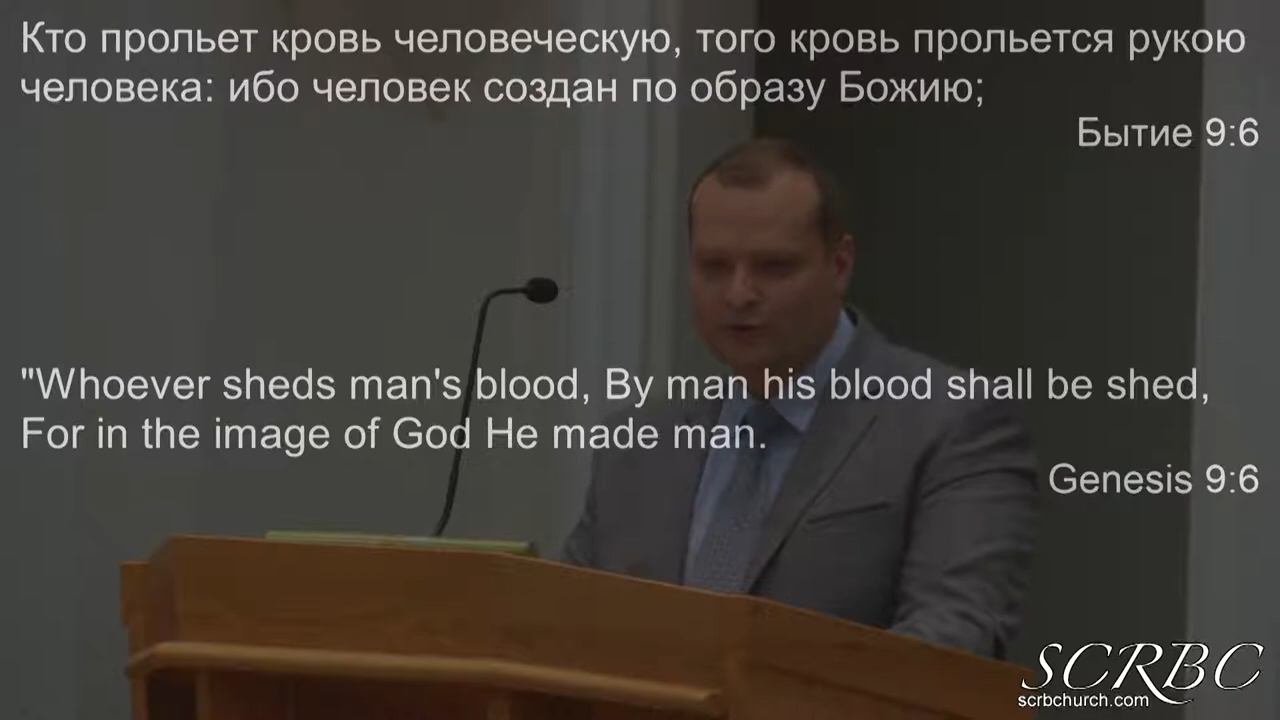 Кто прольет кровь человеческую, того кровь прольется рукою
человека: ибо человек создан по образу Божию;
Бытие 9:6
"Whoever sheds man's blood, By man his blood shall be shed,
For in the image of God He made man.
Genesis 9:6
SCRBC
scrbchurch.com